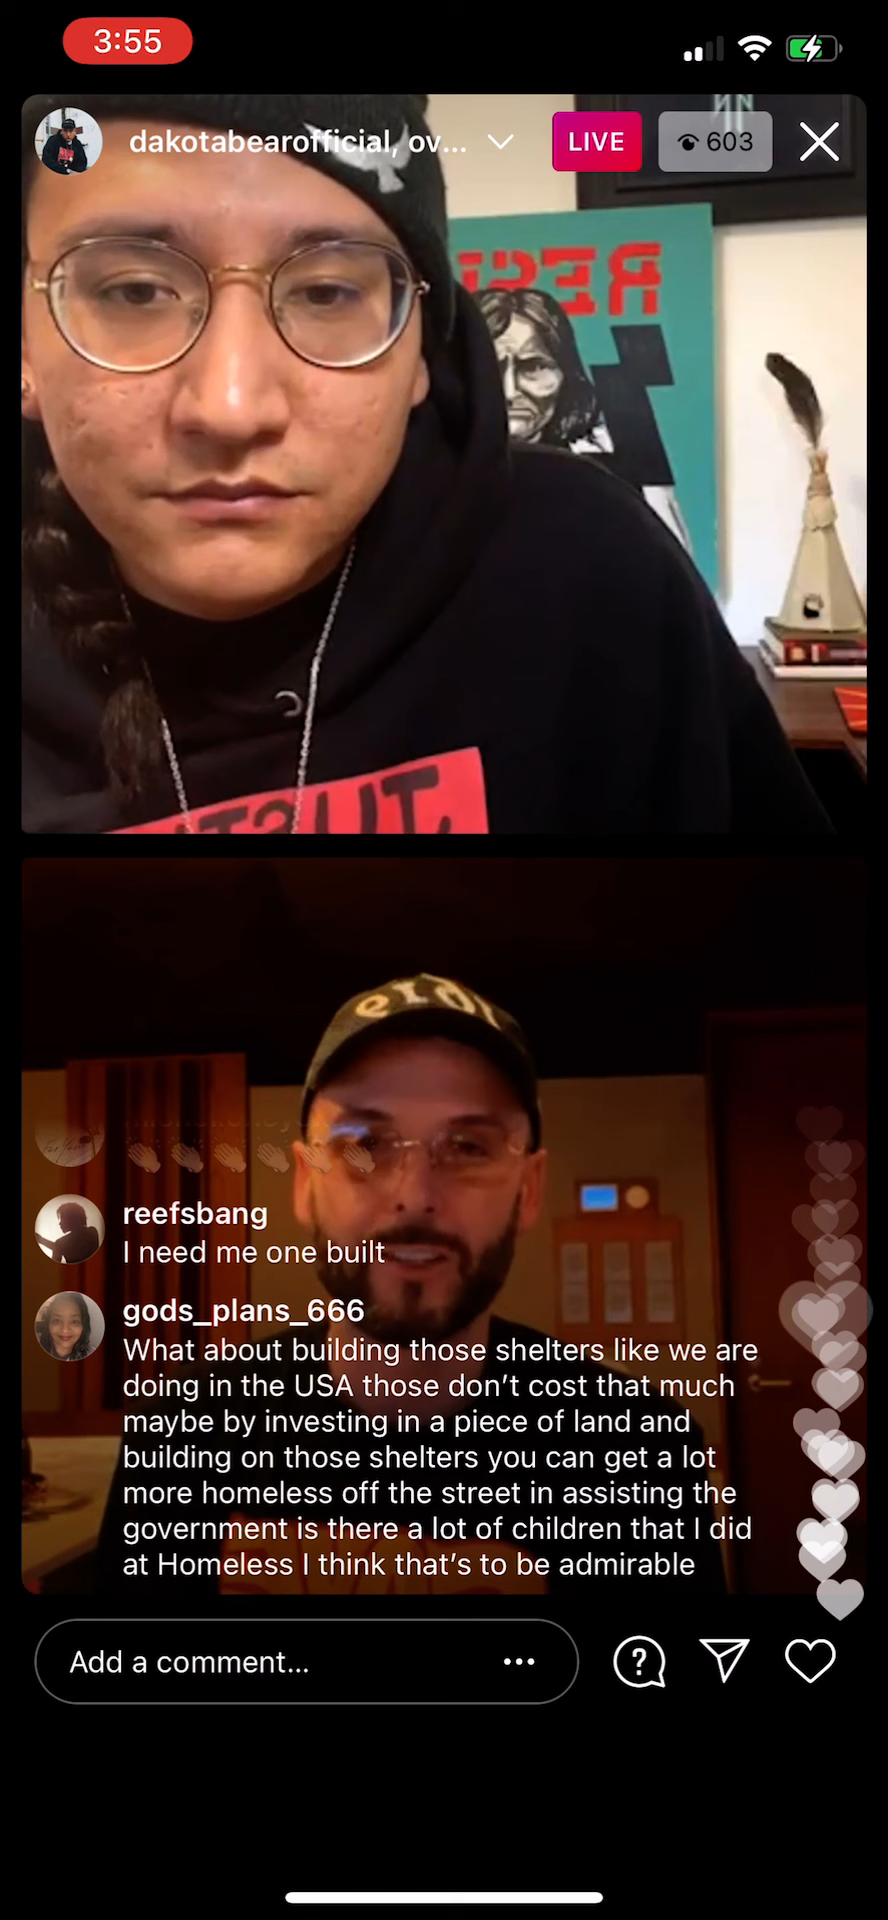 3:55
dakotabearofficial, ov...
LIVE
603
RESI
JUST
reefsbang
I need me one built
gods_plans_666
What about building those shelters like we are
doing in the USA those don't cost that much
maybe by investing in a piece of land and
building on those shelters you can get a lot
more homeless off the street in assisting the
government is there a lot of children that I did
at Homeless I think that's to be admirable
Add a comment...